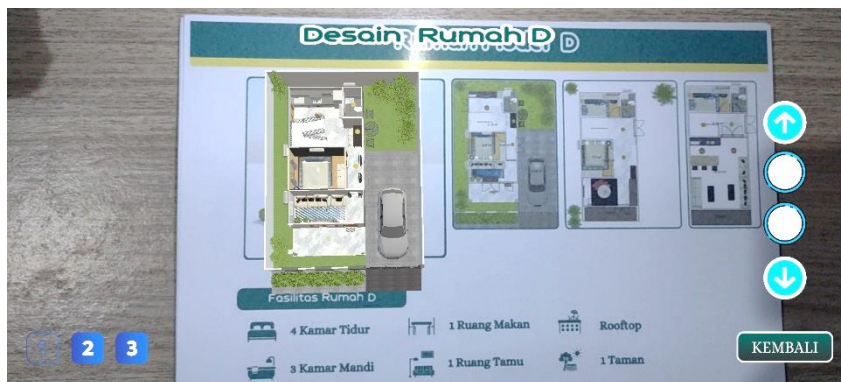 Desain Rumah D
D
Fasilitas Rumah D
4 Kamar Tidur
1 Ruang Makan
Rooftop
3 Kamar Mandi
1 Ruang Tamu
1 Taman
1
2
3
KEMBALI